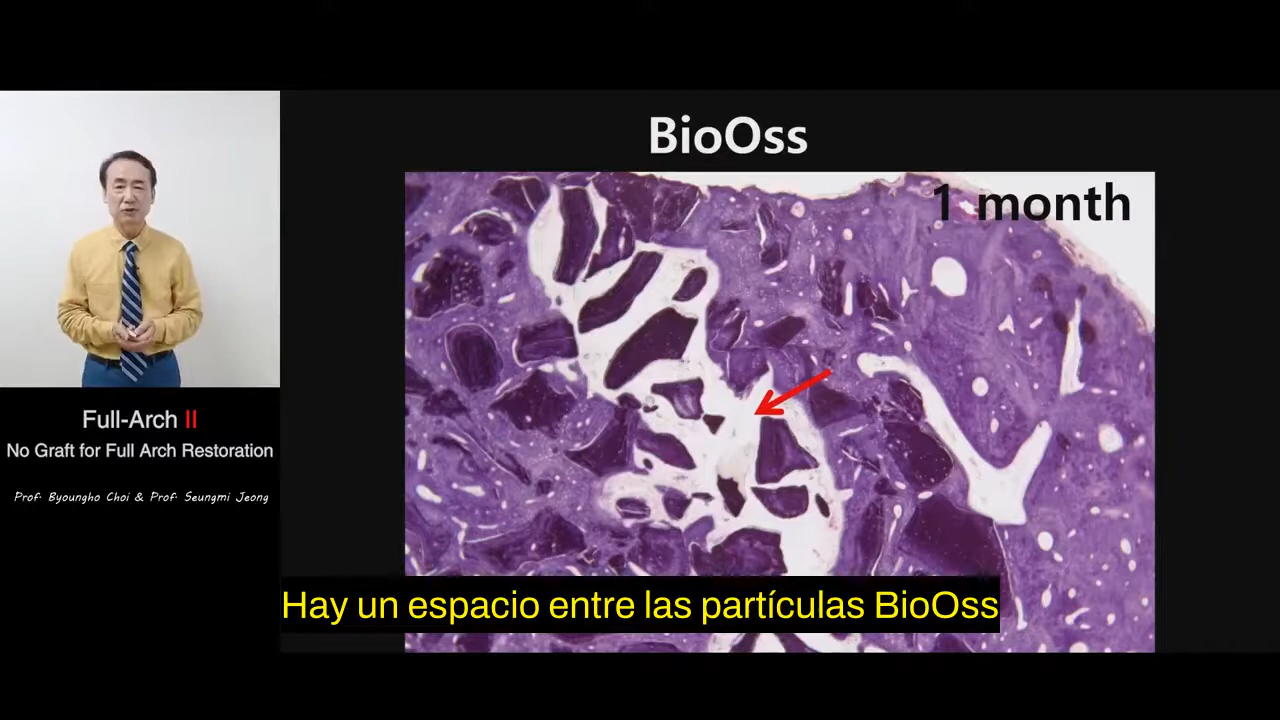 BioOss
1 month
Full-Arch II
No Graft for Full Arch Restoration
Prof. Byoungho Choi & Prof. Seungmi Jeong
Hay un espacio entre las partículas BioOss